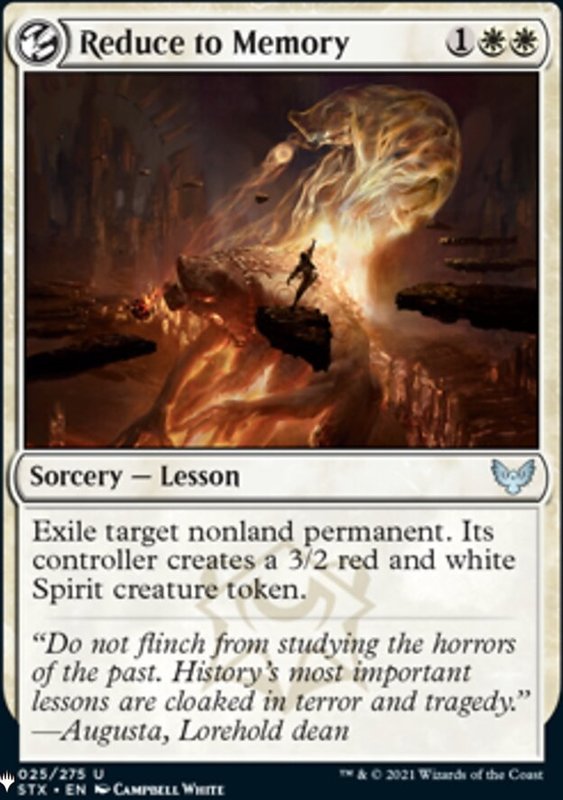 Reduce to Memory 1
Sorcery — Lesson
Exile target nonland permanent. Its
controller creates a 3/2 red and white
Spirit creature token.
“Do not flinch from studying the horrors
of the past. History’s most important
lessons are cloaked in terror and tragedy.”
—Augusta, Lorehold dean
025/275 U
STX • EN Campbell White
™ & © 2021 Wizards of the Coast